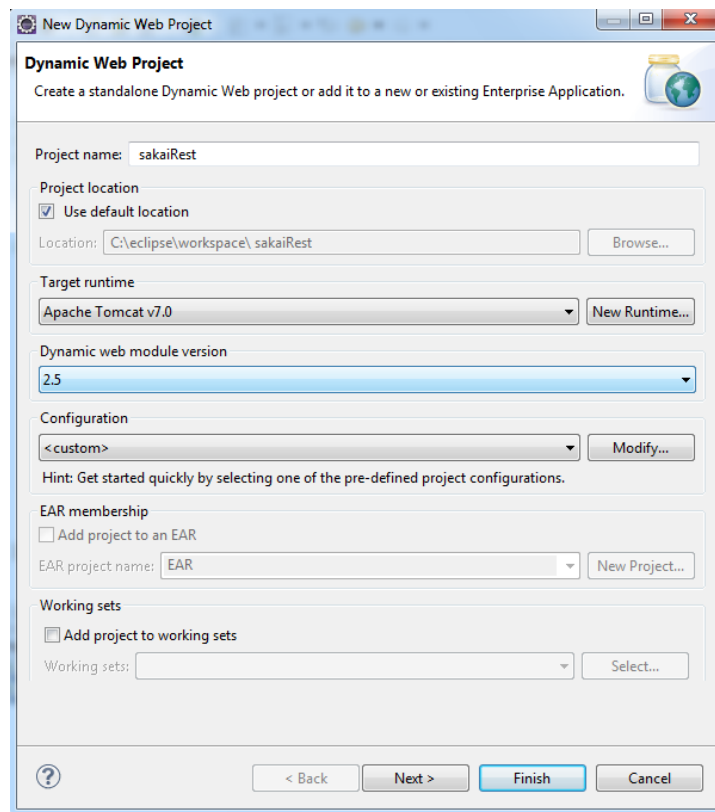 New Dynamic Web Project
Dynamic Web Project
Create a standalone Dynamic Web project or add it to a new or existing Enterprise Application.
Project name: sakaiRest
Project location
Use default location
Location: C:\eclipse\workspace\ sakaiRest Browse...
Target runtime
Apache Tomcat v7.0 New Runtime...
Dynamic web module version
2.5
Configuration
<custom> Modify...
Hint: Get started quickly by selecting one of the pre-defined project configurations.
EAR membership
Add project to an EAR
EAR project name: EAR New Project...
Working sets
Add project to working sets
Working sets: Select...
? < Back Next > Finish Cancel